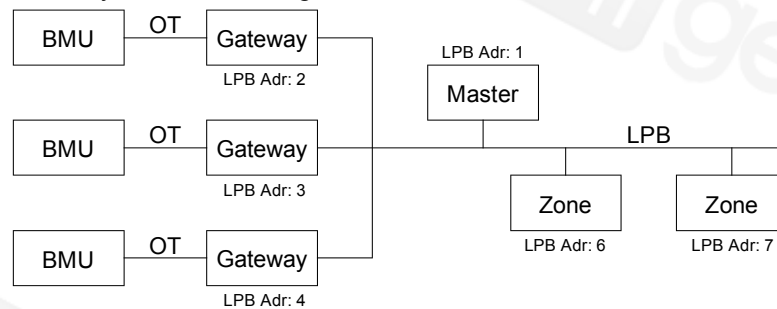 BMU
OT
Gateway
LPB Adr: 2
LPB Adr: 1
Master
BMU
OT
Gateway
LPB
LPB Adr: 3
Zone
Zone
LPB Adr: 6
LPB Adr: 7
BMU
OT
Gateway
LPB Adr: 4